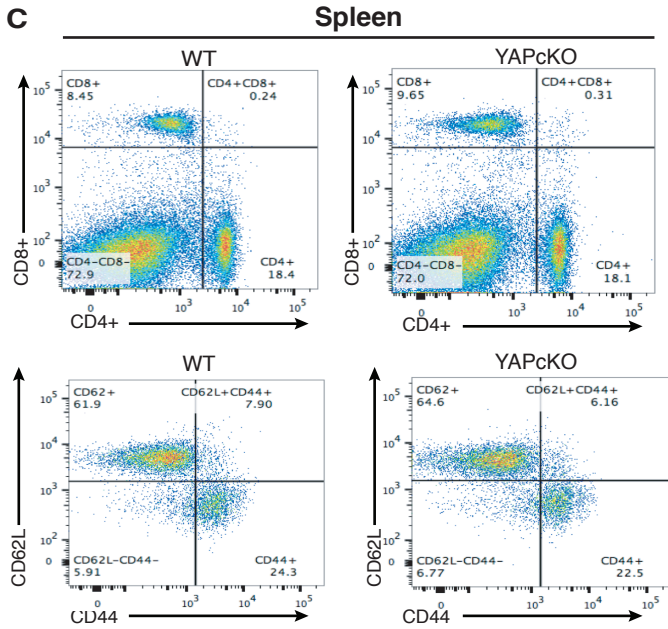 C
Spleen
WT
YAPcKO
CD8+
8.45
CD4+CD8+
0.24
10⁵
10⁴
10³
10²
0
CD4-CD8-
72.9
CD4+
18.4
0
10³
10⁴
10⁵
CD8+
CD4+
CD8+
9.65
CD4+CD8+
0.31
10⁵
10⁴
10³
10²
0
CD4-CD8-
72.0
CD4+
18.1
0
10³
10⁴
10⁵
CD8+
CD4+
WT
YAPcKO
CD62+
61.9
CD62L+CD44+
7.90
10⁵
10⁴
10³
10²
0
CD62L-CD44-
5.91
CD44+
24.3
0
10³
10⁴
10⁵
CD62L
CD44
CD62+
64.6
CD62L+CD44+
6.16
10⁵
10⁴
10³
10²
0
CD62L-CD44-
6.77
CD44+
22.5
0
10³
10⁴
10⁵
CD62L
CD44